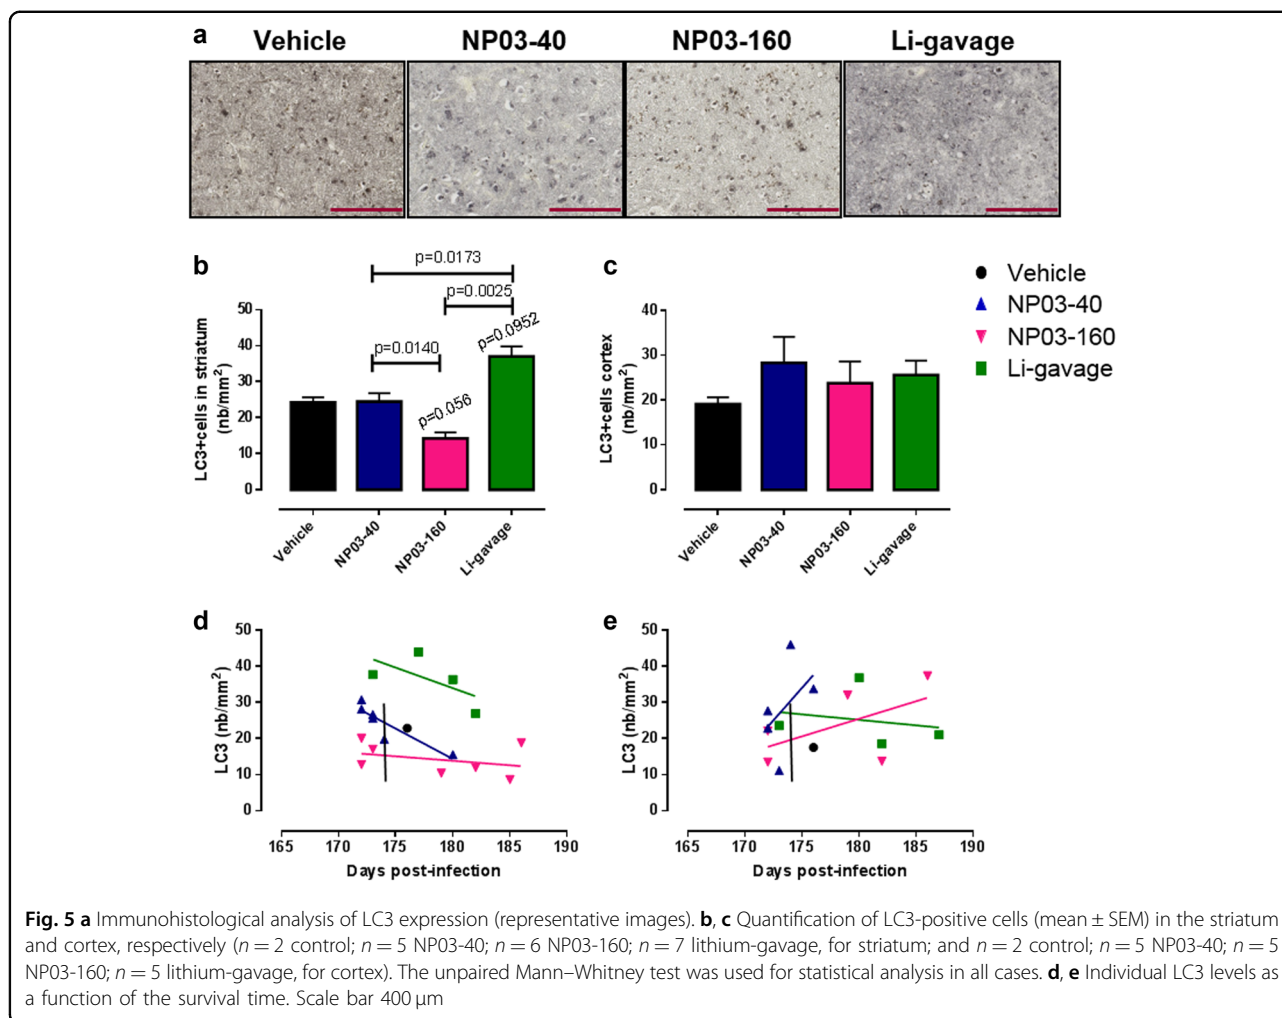 a
Vehicle NP03-40 NP03-160 Li-gavage
b
p=0.0173
p=0.0025
p=0.0140
p=0.056
p=0.0952
LC3+cells in striatum
(nb/mm²)
50
40
30
20
10
0
Vehicle
NP03-40
NP03-160
Li-gavage
c
LC3+cells cortex
(nb/mm²)
40
30
20
10
0
Vehicle
NP03-40
NP03-160
Li-gavage
Vehicle
NP03-40
NP03-160
Li-gavage
d
LC3 (nb/mm²)
50
40
30
20
10
0
165 170 175 180 185 190
Days post-infection
e
LC3 (nb/mm²)
50
40
30
20
10
0
165 170 175 180 185 190
Days post-infection
Fig. 5 a Immunohistological analysis of LC3 expression (representative images). b, c Quantification of LC3-positive cells (mean ± SEM) in the striatum
and cortex, respectively (n = 2 control; n = 5 NP03-40; n = 6 NP03-160; n = 7 lithium-gavage, for striatum; and n = 2 control; n = 5 NP03-40; n = 5
NP03-160; n = 5 lithium-gavage, for cortex). The unpaired Mann–Whitney test was used for statistical analysis in all cases. d, e Individual LC3 levels as
a function of the survival time. Scale bar 400 µm